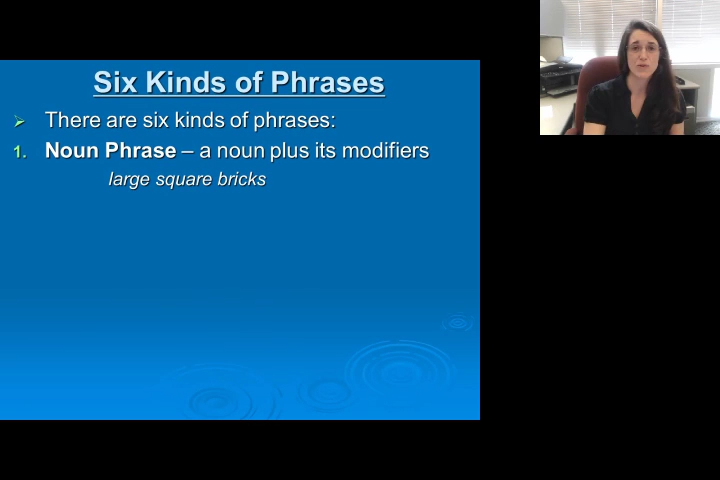 Six Kinds of Phrases
There are six kinds of phrases:
1. Noun Phrase – a noun plus its modifiers
large square bricks